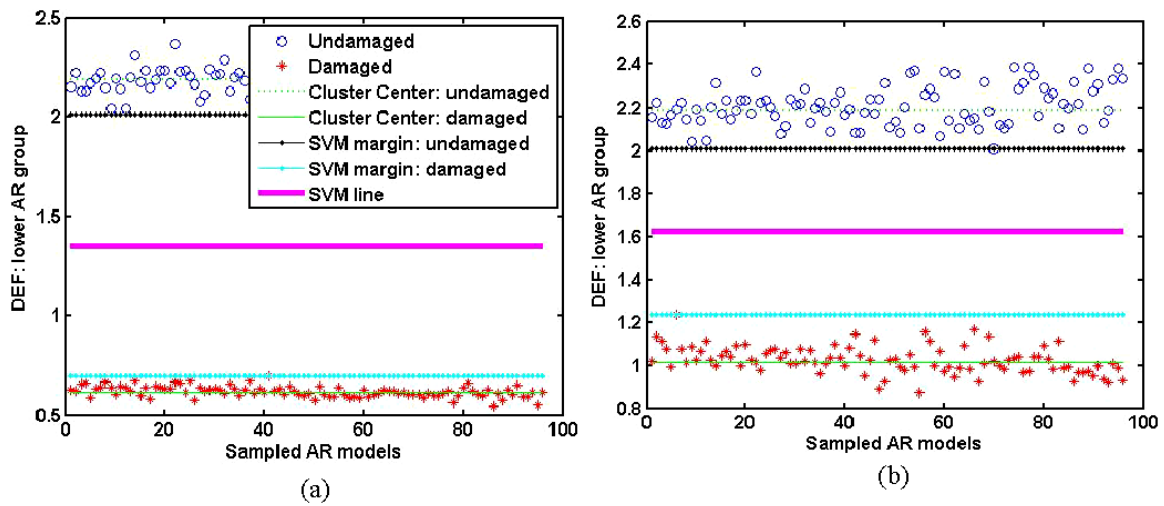 2.5
2
1.5
1
0.5
0
20
40
60
80
100
DEF: lower AR group
Sampled AR models
Undamaged
Damaged
Cluster Center: undamaged
Cluster Center: damaged
SVM margin: undamaged
SVM margin: damaged
SVM line
(a)
2.6
2.4
2.2
2
1.8
1.6
1.4
1.2
1
0.8
0
20
40
60
80
100
DEF: lower AR group
Sampled AR models
(b)